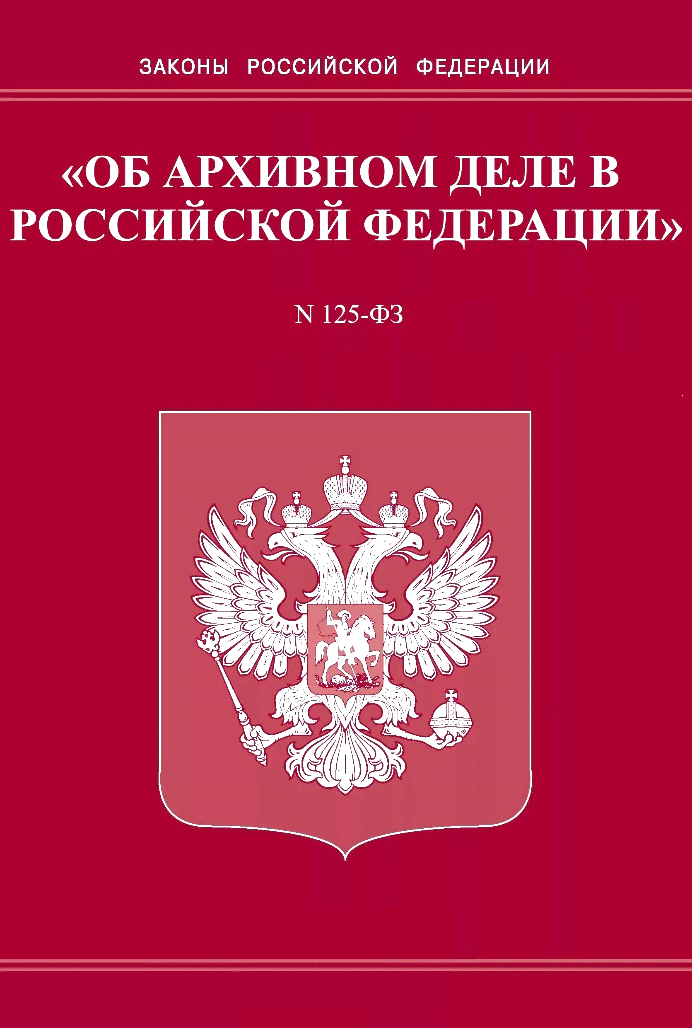 ЗАКОНЫ РОССИЙСКОЙ ФЕДЕРАЦИИ
«ОБ АРХИВНОМ ДЕЛЕ В
РОССИЙСКОЙ ФЕДЕРАЦИИ»
N 125-ФЗ